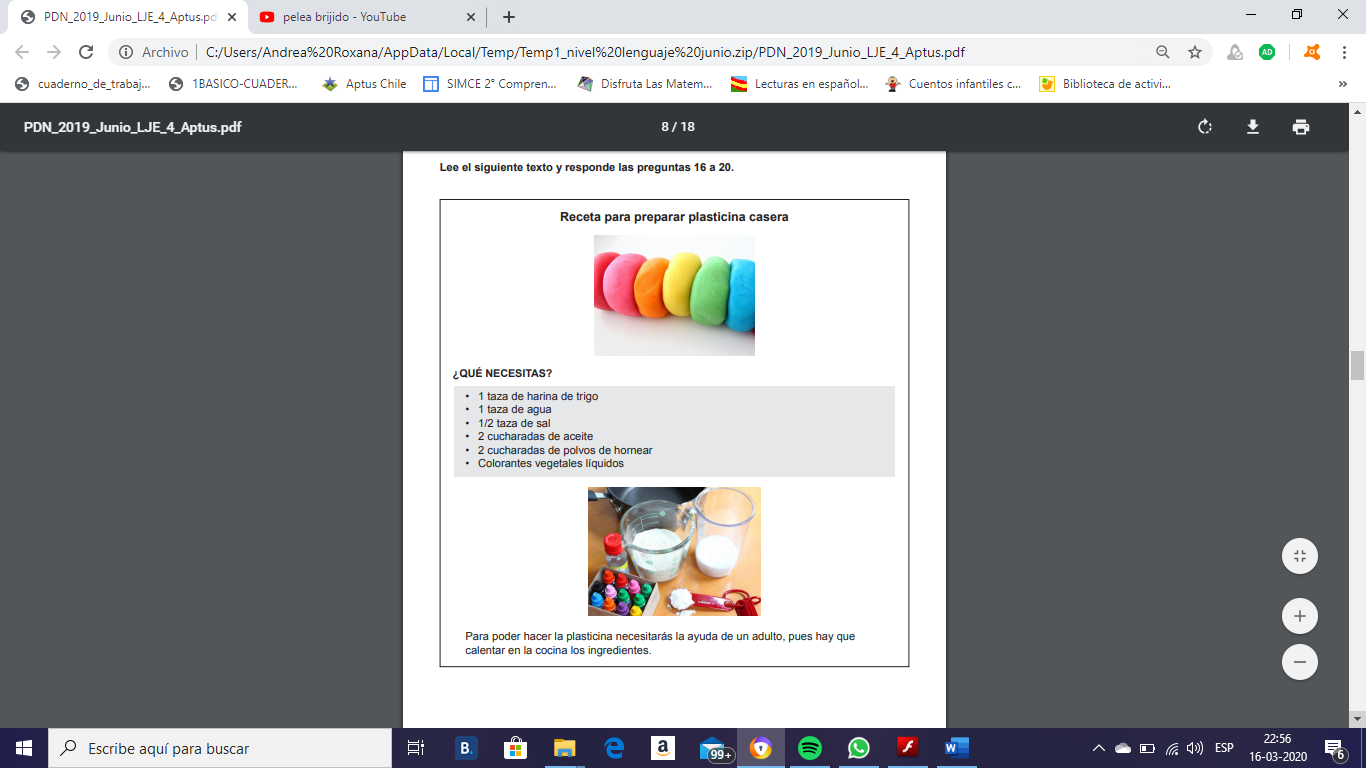 PDN_2019_Junio_LJE_4_Aptus.pd
pelea brijido - YouTube
Archivo
C:/Users/Andrea%20Roxana/AppData/Local/Temp/Temp1_nivel%20lenguaje%20junio.zip/PDN_2019_Junio_LJE_4_Aptus.pdf
AD
cuaderno_de_trabaj...
1BASICO-CUADER...
Aptus Chile
SIMCE 2° Compren...
Disfruta Las Matem...
Lecturas en español...
Cuentos infantiles c...
Biblioteca de activi...
»
PDN_2019_Junio_LJE_4_Aptus.pdf
8 / 18
Lee el siguiente texto y responde las preguntas 16 a 20.
Receta para preparar plasticina casera
¿QUÉ NECESITAS?
• 1 taza de harina de trigo
• 1 taza de agua
• 1/2 taza de sal
• 2 cucharadas de aceite
• 2 cucharadas de polvos de hornear
• Colorantes vegetales líquidos
Para poder hacer la plasticina necesitarás la ayuda de un adulto, pues hay que
calentar en la cocina los ingredientes.
Escribe aquí para buscar
B.
a
99+
ESP
22:56
16-03-2020
6